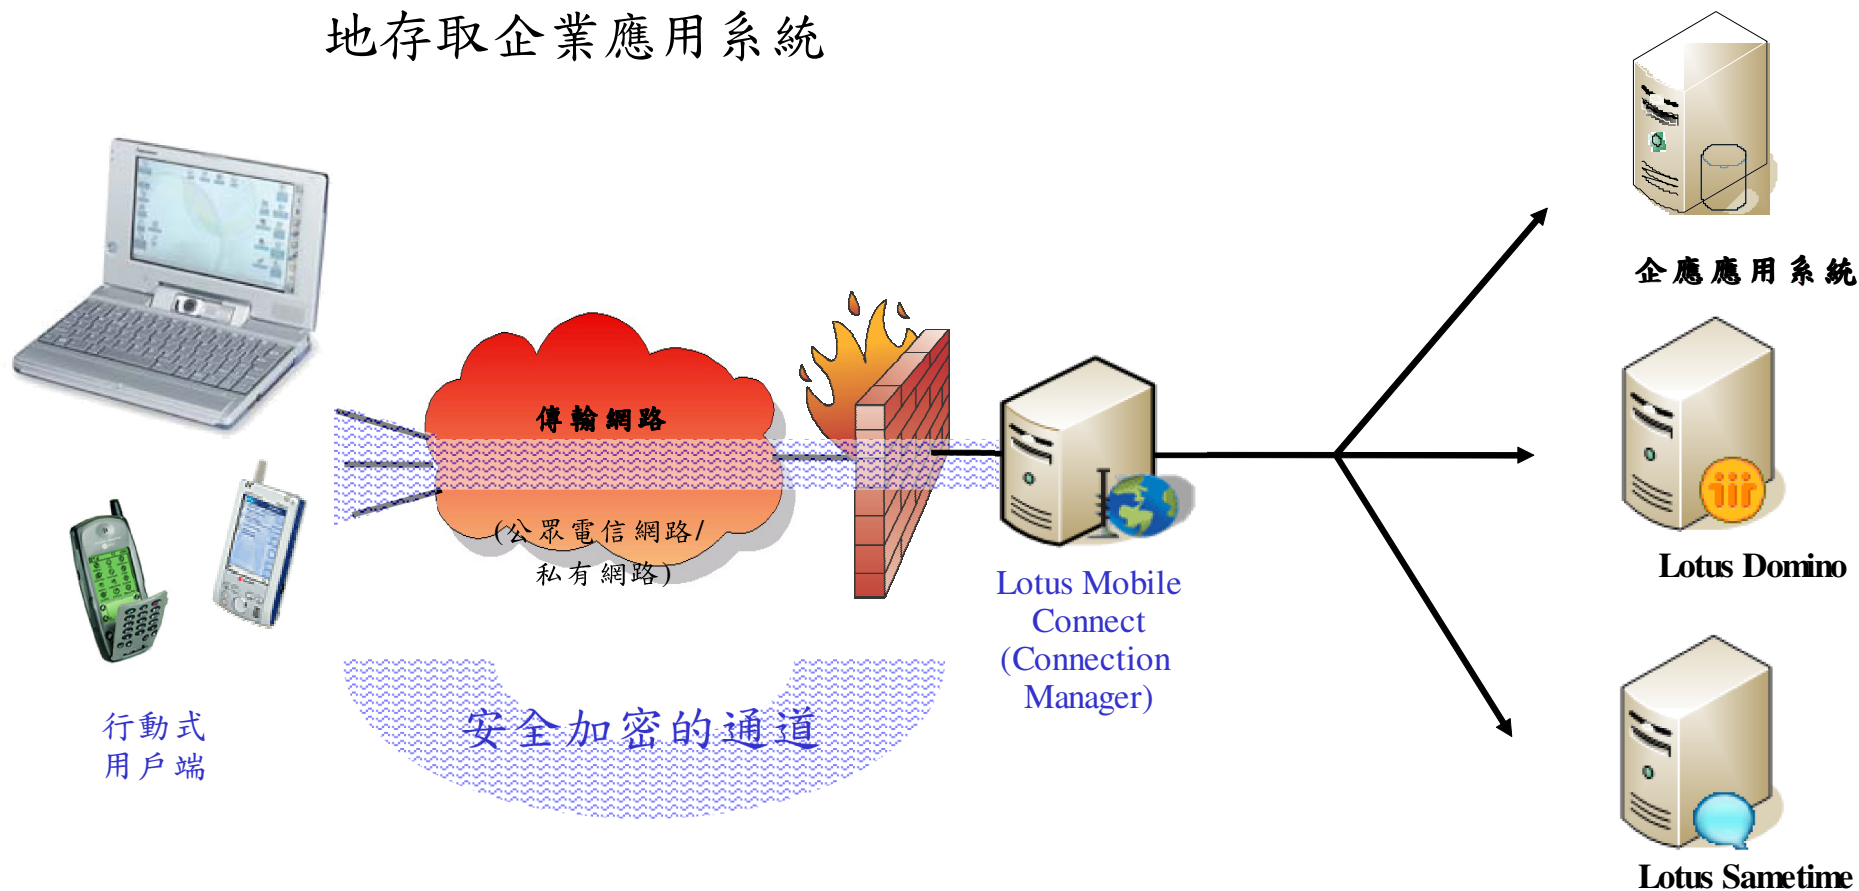 地存取企業應用系統
企應應用系統
傳輸網路
(公眾電信網路/
私有網路)
Lotus Mobile
Connect
(Connection
Manager)
Lotus Domino
安全加密的通道
行動式
用戶端
Lotus Sametime